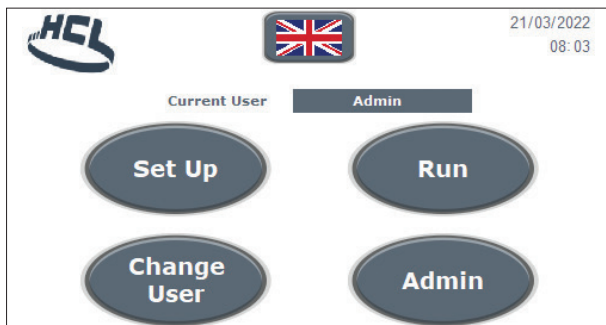 HCL
21/03/2022
08:03
Current User Admin
Set Up Run
Change
User
Admin